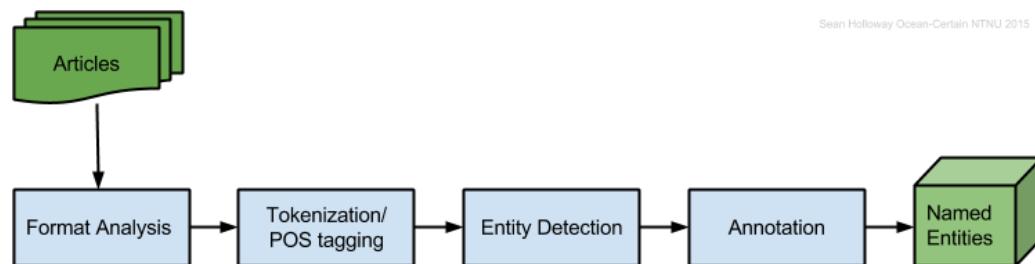 Sean Holloway Ocean-Certain NTNU 2015
Articles
Format Analysis
Tokenization/
POS tagging
Entity Detection
Annotation
Named
Entities